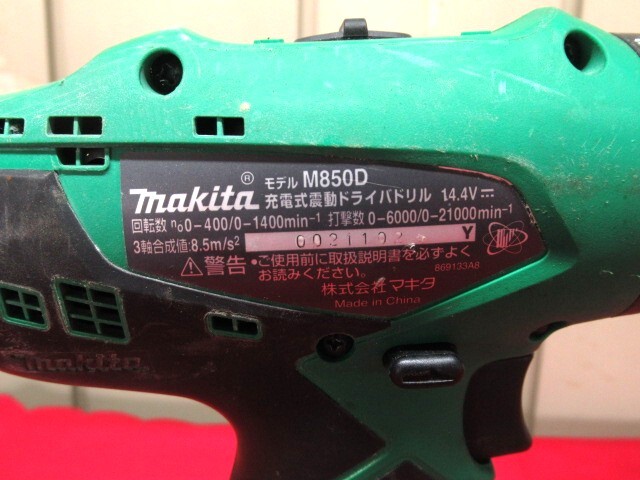 ® モデル M850D
makita 充電式震動ドライバドリル 14.4V⎓
回転数 n₀0-400/0-1400min⁻¹ 打撃数 0-6000/0-21000min⁻¹
3軸合成値:8.5m/s² 0021102 Y
⚠警告・ご使用前に取扱説明書を必ずよく
お読みください。 869133A8
株式会社マキタ
Made in China
makita